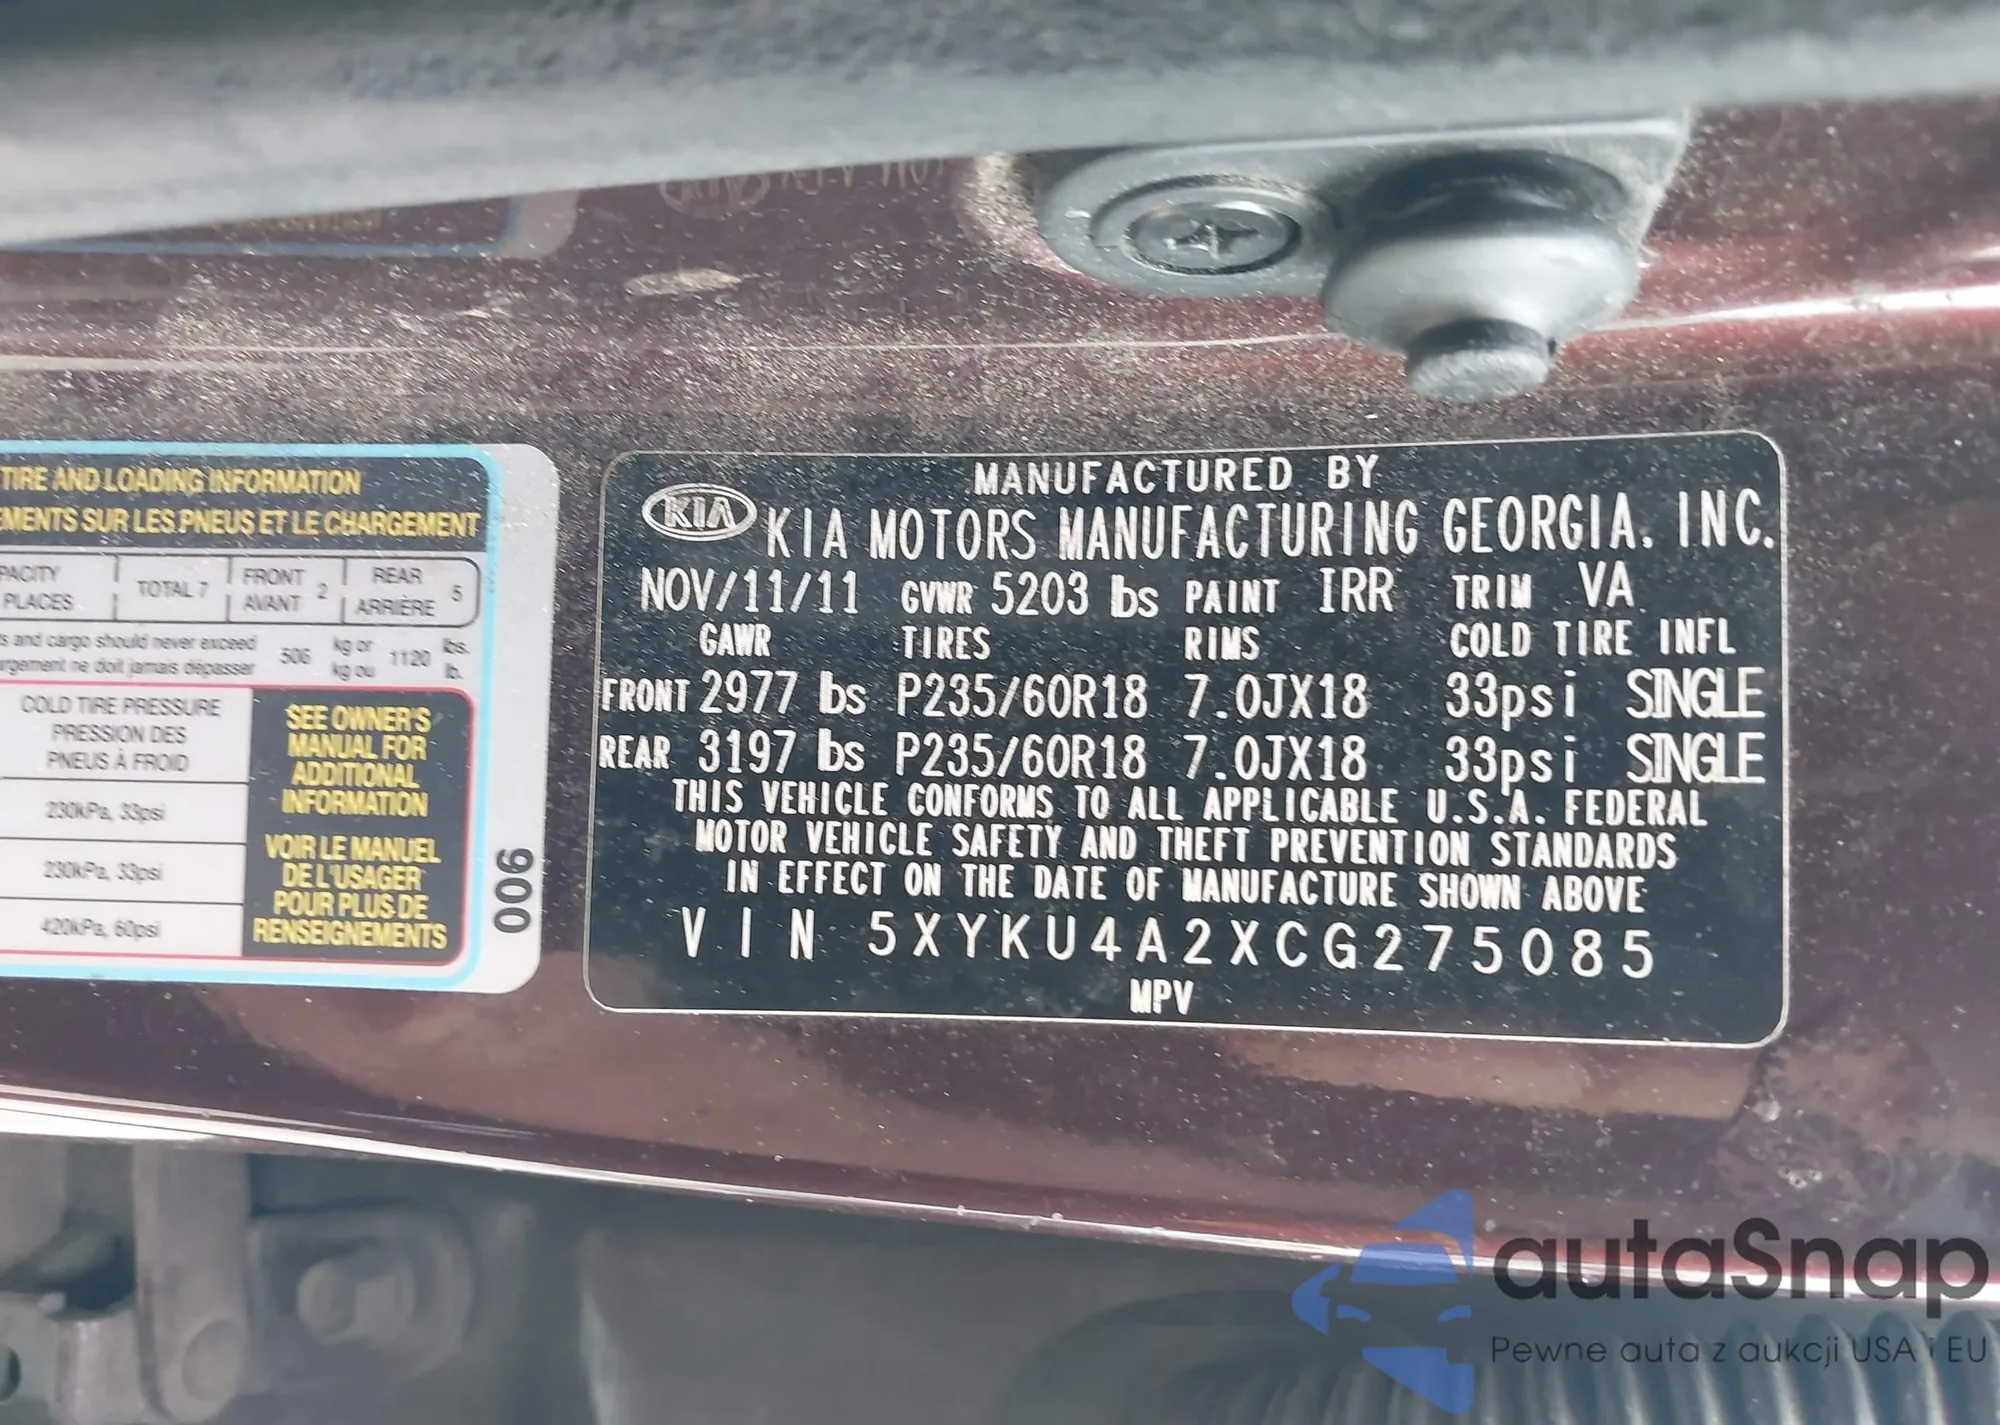 TIRE AND LOADING INFORMATION
EMENTS SUR LES PNEUS ET LE CHARGEMENT
PACITY TOTAL 7 FRONT 2 REAR 5
PLACES AVANT ARRIÈRE
ts and cargo should never exceed 506 kg or 1120 lbs.
rgement ne doit jamais dépasser kg ou lb.
COLD TIRE PRESSURE
PRESSION DES
PNEUS À FROID
230kPa, 33psi
230kPa, 33psi
420kPa, 60psi
SEE OWNER'S
MANUAL FOR
ADDITIONAL
INFORMATION
VOIR LE MANUEL
DE L'USAGER
POUR PLUS DE
RENSEIGNEMENTS
006
MANUFACTURED BY
KIA KIA MOTORS MANUFACTURING GEORGIA. INC.
NOV/11/11 GVWR 5203 lbs PAINT IRR TRIM VA
GAWR TIRES RIMS COLD TIRE INFL
FRONT 2977 lbs P235/60R18 7.0JX18 33psi SINGLE
REAR 3197 lbs P235/60R18 7.0JX18 33psi SINGLE
THIS VEHICLE CONFORMS TO ALL APPLICABLE U.S.A. FEDERAL
MOTOR VEHICLE SAFETY AND THEFT PREVENTION STANDARDS
IN EFFECT ON THE DATE OF MANUFACTURE SHOWN ABOVE
VIN 5XYKU4A2XCG275085
MPV
autaSnap
Pewne auta z aukcji USA i EU